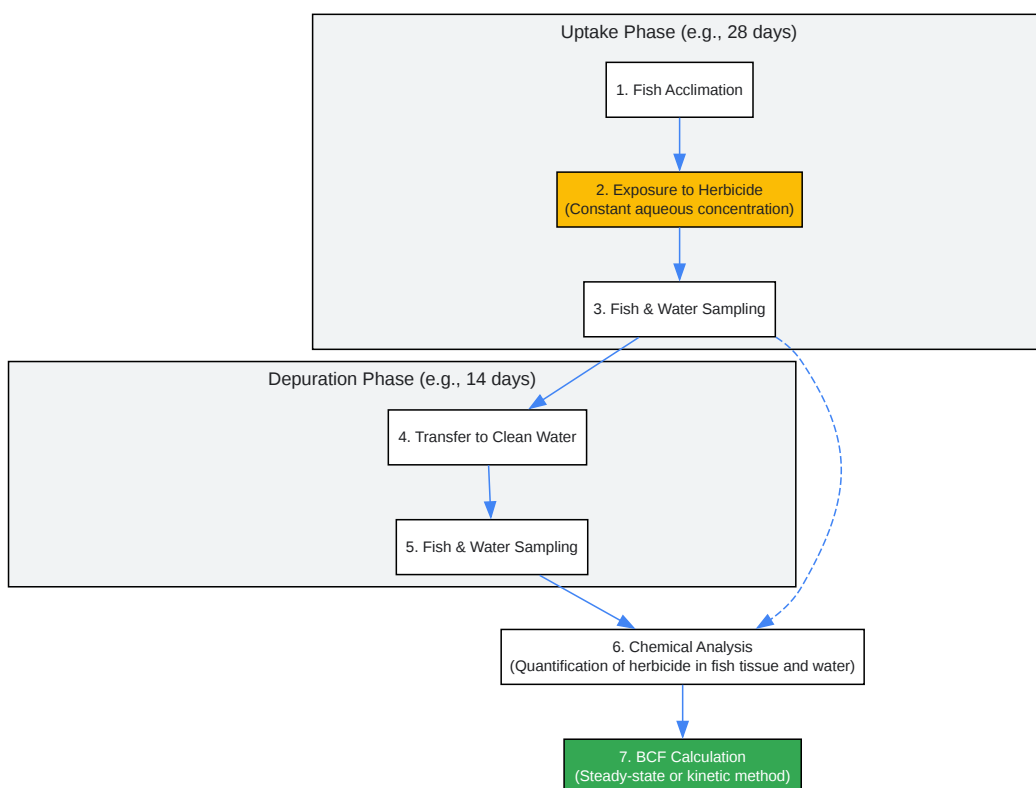 Uptake Phase (e.g., 28 days)
1. Fish Acclimation
2. Exposure to Herbicide
(Constant aqueous concentration)
3. Fish & Water Sampling
Depuration Phase (e.g., 14 days)
4. Transfer to Clean Water
5. Fish & Water Sampling
6. Chemical Analysis
(Quantification of herbicide in fish tissue and water)
7. BCF Calculation
(Steady-state or kinetic method)